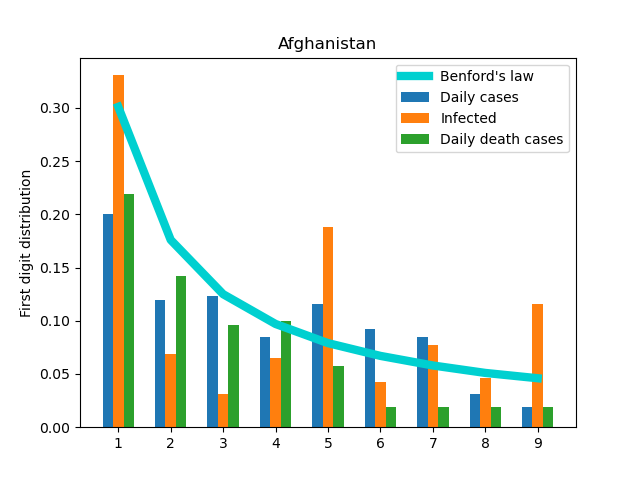 Afghanistan
Benford's law
Daily cases
Infected
Daily death cases
First digit distribution
0.30
0.25
0.20
0.15
0.10
0.05
0.00
1 2 3 4 5 6 7 8 9